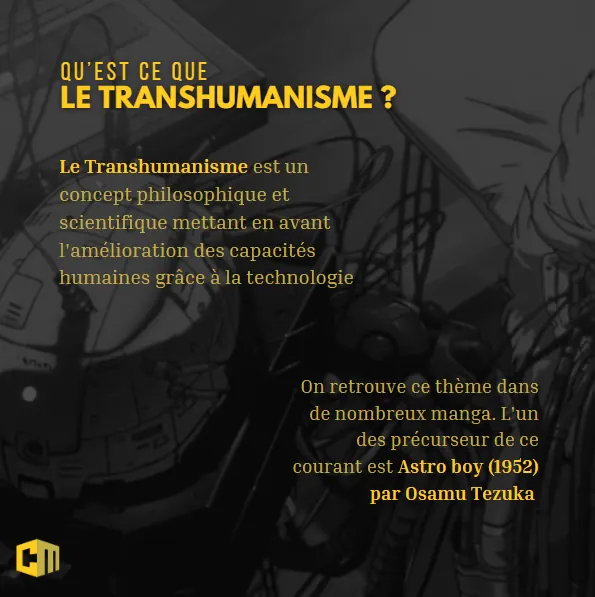 QU'EST CE QUE
LE TRANSHUMANISME ?
Le Transhumanisme est un
concept philosophique et
scientifique mettant en avant
l'amélioration des capacités
humaines grâce à la technologie
On retrouve ce thème dans
de nombreux manga. L'un
des précurseur de ce
courant est Astro boy (1952)
par Osamu Tezuka
CM